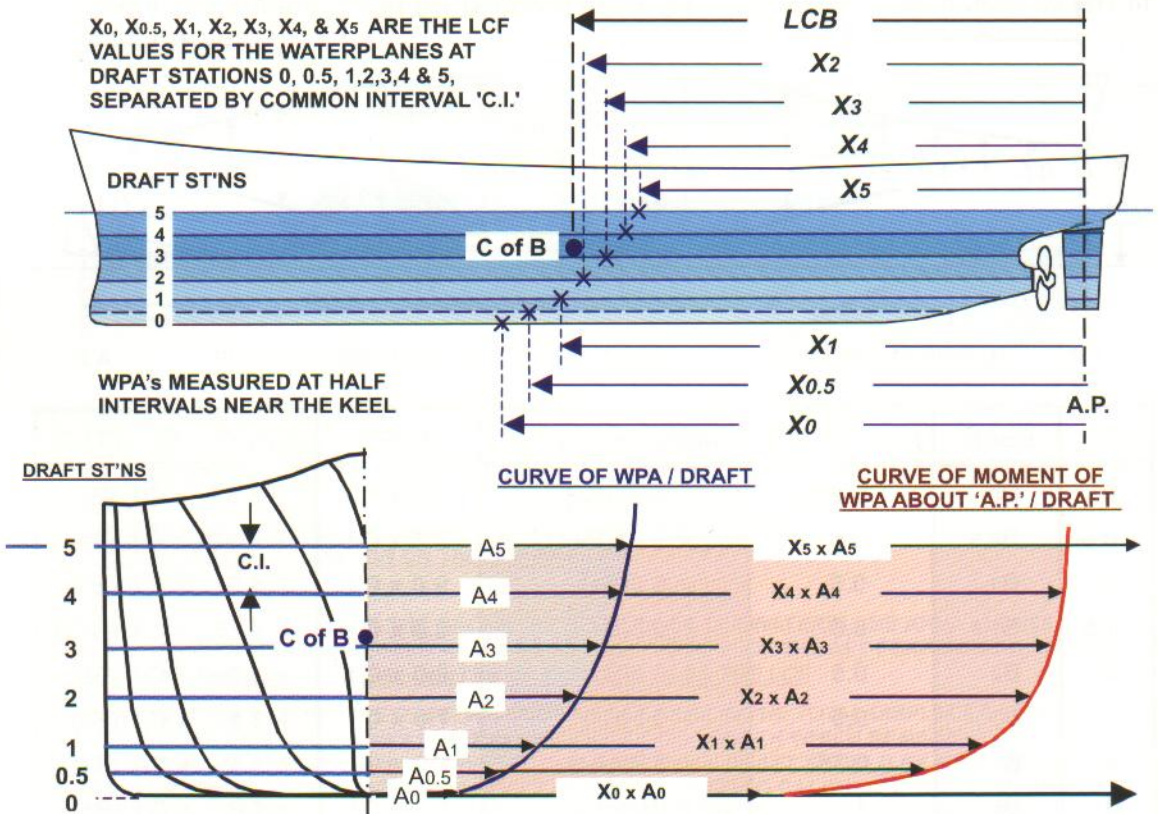 X0, X0.5, X1, X2, X3, X4, & X5 ARE THE LCF
VALUES FOR THE WATERPLANES AT
DRAFT STATIONS 0, 0.5, 1,2,3,4 & 5,
SEPARATED BY COMMON INTERVAL 'C.I.'
LCB
X2
X3
X4
X5
DRAFT ST'NS
5
4
3
2
1
0
C of B
X1
X0.5
X0
A.P.
WPA's MEASURED AT HALF
INTERVALS NEAR THE KEEL
DRAFT ST'NS
CURVE OF WPA / DRAFT
CURVE OF MOMENT OF
WPA ABOUT 'A.P.' / DRAFT
5
C.I.
A5
X5 x A5
4
A4
X4 x A4
C of B
3
A3
X3 x A3
2
A2
X2 x A2
1
A1
X1 x A1
0.5
A0.5
0
A0
X0 x A0